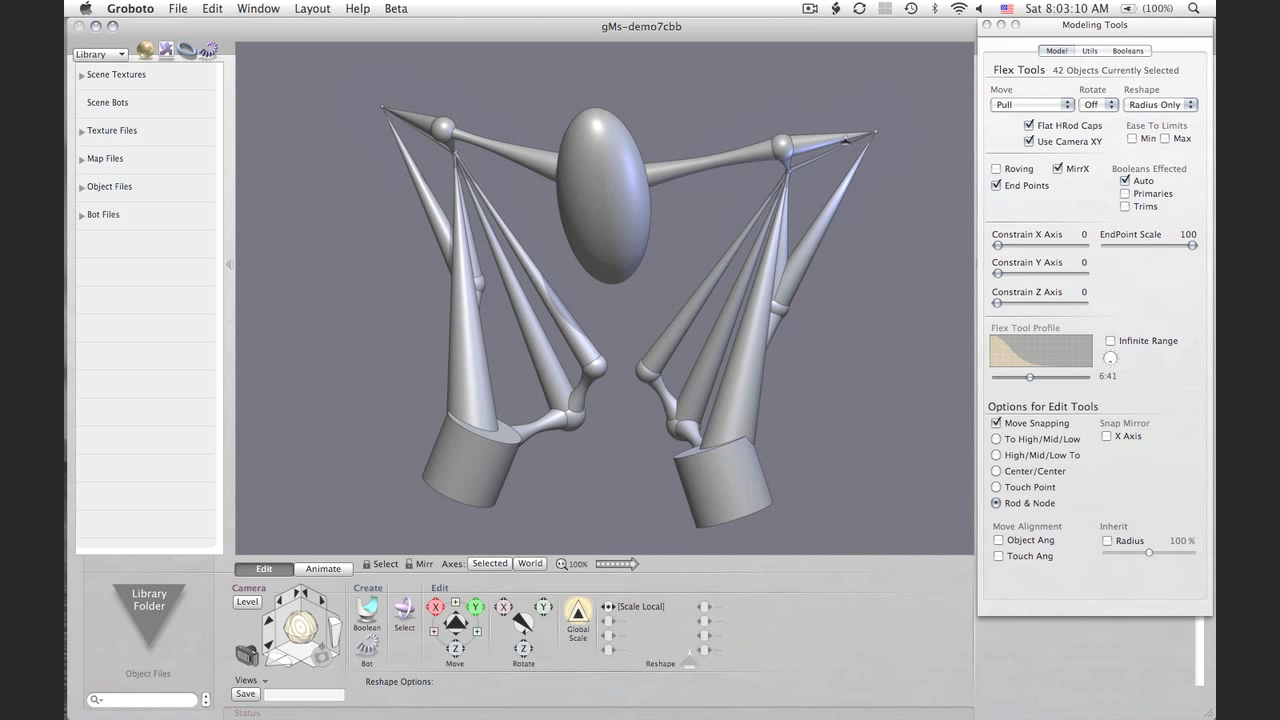 Groboto File Edit Window Layout Help Beta Sat 8:03:10 AM (100%)
gMs-demo7cbb
Modeling Tools
Library
Scene Textures
Scene Bots
Texture Files
Map Files
Object Files
Bot Files
Model Utils Booleans
Flex Tools 42 Objects Currently Selected
Move Rotate Reshape
Pull Off Radius Only
Flat HRod Caps Ease To Limits
Use Camera XY Min Max
Roving MirrX Booleans Effected
End Points Auto
Primaries
Trims
Constrain X Axis 0 EndPoint Scale 100
Constrain Y Axis 0
Constrain Z Axis 0
Flex Tool Profile
Infinite Range
6:41
Options for Edit Tools
Move Snapping Snap Mirror
To High/Mid/Low X Axis
High/Mid/Low To
Center/Center
Touch Point
Rod & Node
Move Alignment Inherit
Object Ang Radius 100 %
Touch Ang
Edit Animate Select Mirr Axes: Selected World 100%
Camera Create Edit
Level
Library
Folder
X Y X Y
[Scale Local]
Boolean Select Global
Scale
Z Z
Bot Move Rotate Reshape
Object Files
Views
Save
Reshape Options:
Status